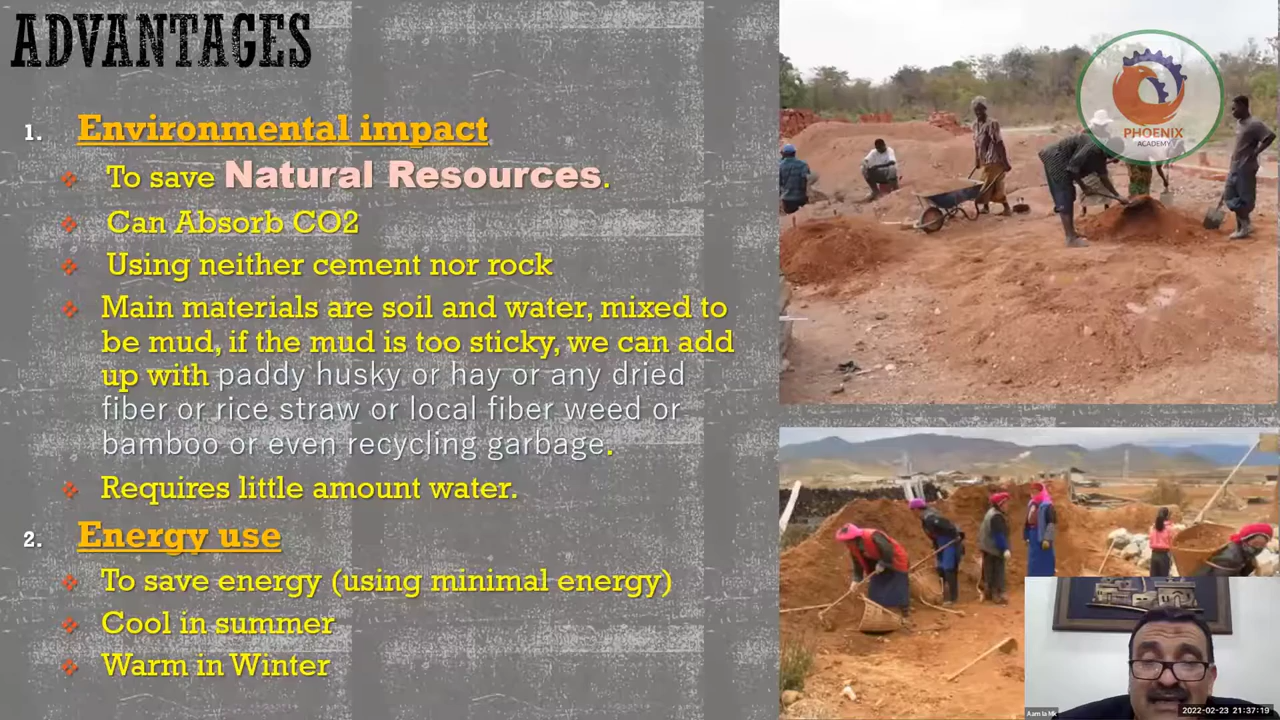 ADVANTAGES
1. Environmental impact
To save Natural Resources.
Can Absorb CO2
Using neither cement nor rock
Main materials are soil and water, mixed to
be mud, if the mud is too sticky, we can add
up with paddy husky or hay or any dried
fiber or rice straw or local fiber weed or
bamboo or even recycling garbage.
Requires little amount water.
2. Energy use
To save energy (using minimal energy)
Cool in summer
Warm in Winter
PHOENIX
ACADEMY
2022-02-23 21:37:19